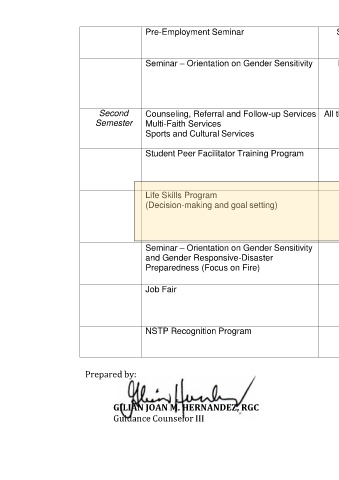 Pre-Employment Seminar
Seminar – Orientation on Gender Sensitivity
Second
Semester
Counseling, Referral and Follow-up Services
All t
Multi-Faith Services
Sports and Cultural Services
Student Peer Facilitator Training Program
Life Skills Program
(Decision-making and goal setting)
Seminar – Orientation on Gender Sensitivity
and Gender Responsive-Disaster
Preparedness (Focus on Fire)
Job Fair
NSTP Recognition Program
Prepared by:
GILIAN JOAN M. HERNANDEZ, RGC
Guidance Counselor III